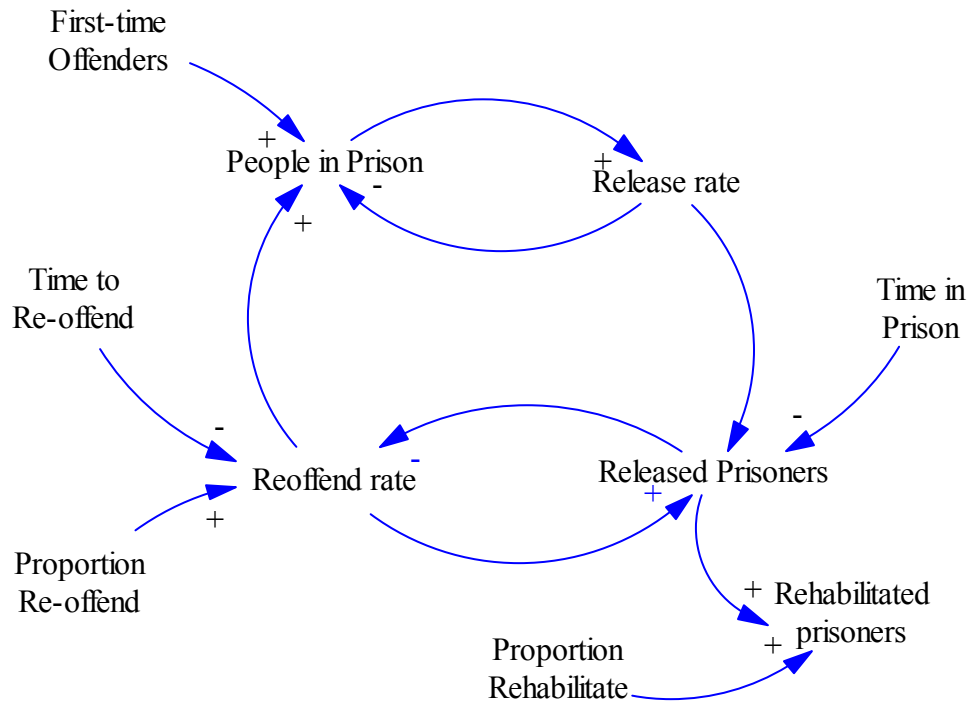 First-time
Offenders
+
People in Prison
-
+
Release rate
+
Time to
Re-offend
Time in
Prison
-
-
Reoffend rate
-
Released Prisoners
+
+
Proportion
Re-offend
+
Rehabilitated
prisoners
+
Proportion
Rehabilitate